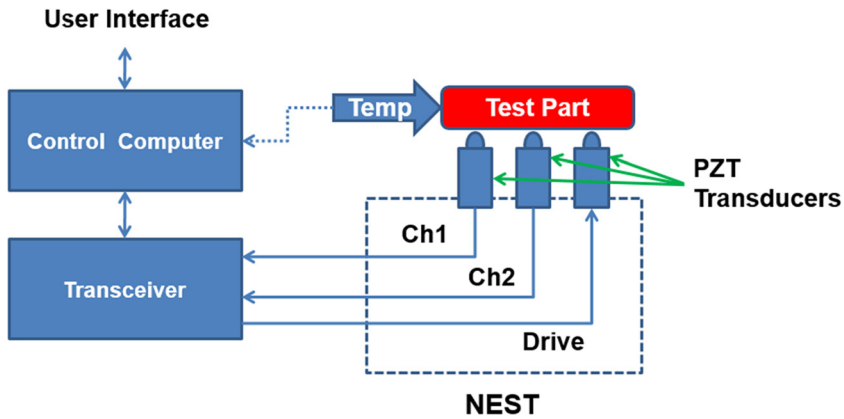 User Interface
Control Computer
Temp
Test Part
PZT
Transducers
Ch1
Ch2
Transceiver
Drive
NEST